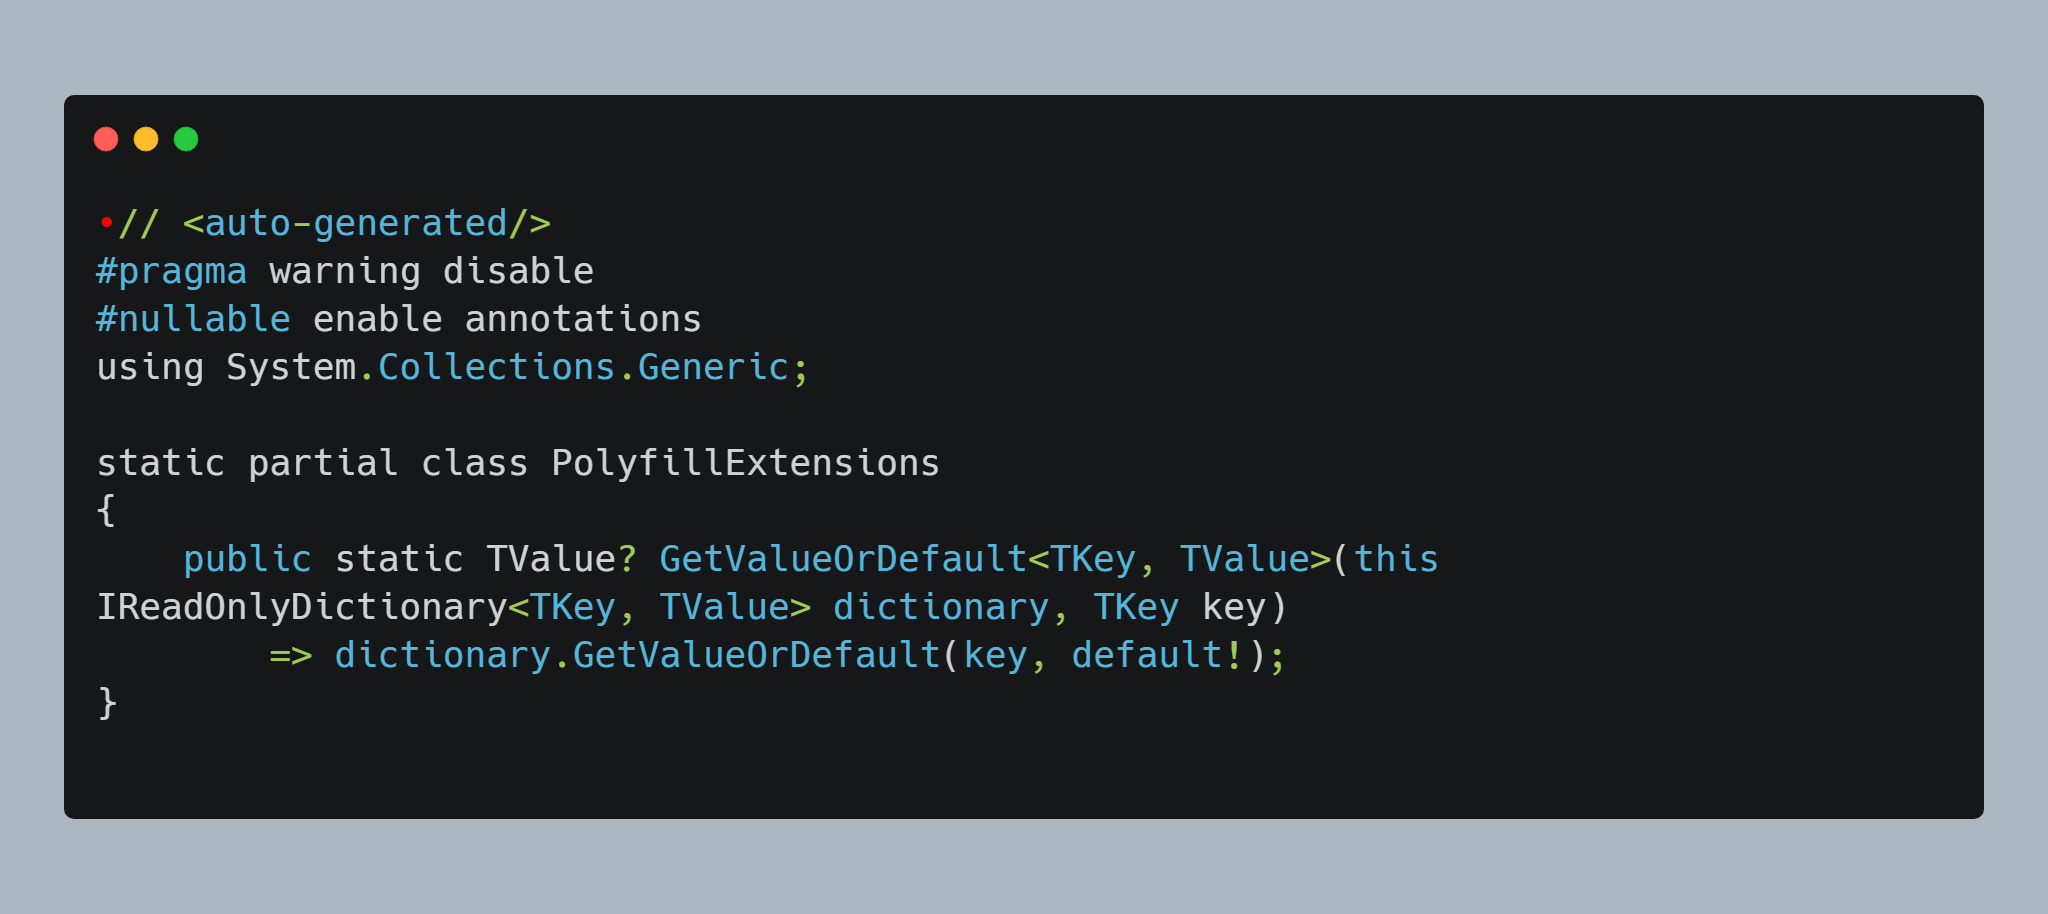 •// <auto-generated/>
#pragma warning disable
#nullable enable annotations
using System.Collections.Generic;

static partial class PolyfillExtensions
{
    public static TValue? GetValueOrDefault<TKey, TValue>(this
IReadOnlyDictionary<TKey, TValue> dictionary, TKey key)
        => dictionary.GetValueOrDefault(key, default!);
}